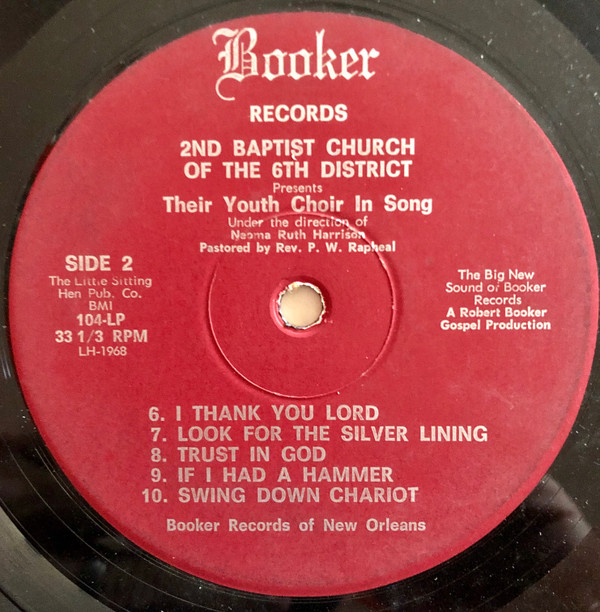 Booker
RECORDS
2ND BAPTIST CHURCH
OF THE 6TH DISTRICT
Presents
Their Youth Choir In Song
Under the direction of
Naoma Ruth Harrison
Pastored by Rev. P. W. Rapheal
SIDE 2
The Little Sitting
Hen Pub. Co.
BMI
104-LP
33 1/3 RPM
LH-1968
The Big New
Sound of Booker
Records
A Robert Booker
Gospel Production
6. I THANK YOU LORD
7. LOOK FOR THE SILVER LINING
8. TRUST IN GOD
9. IF I HAD A HAMMER
10. SWING DOWN CHARIOT
Booker Records of New Orleans